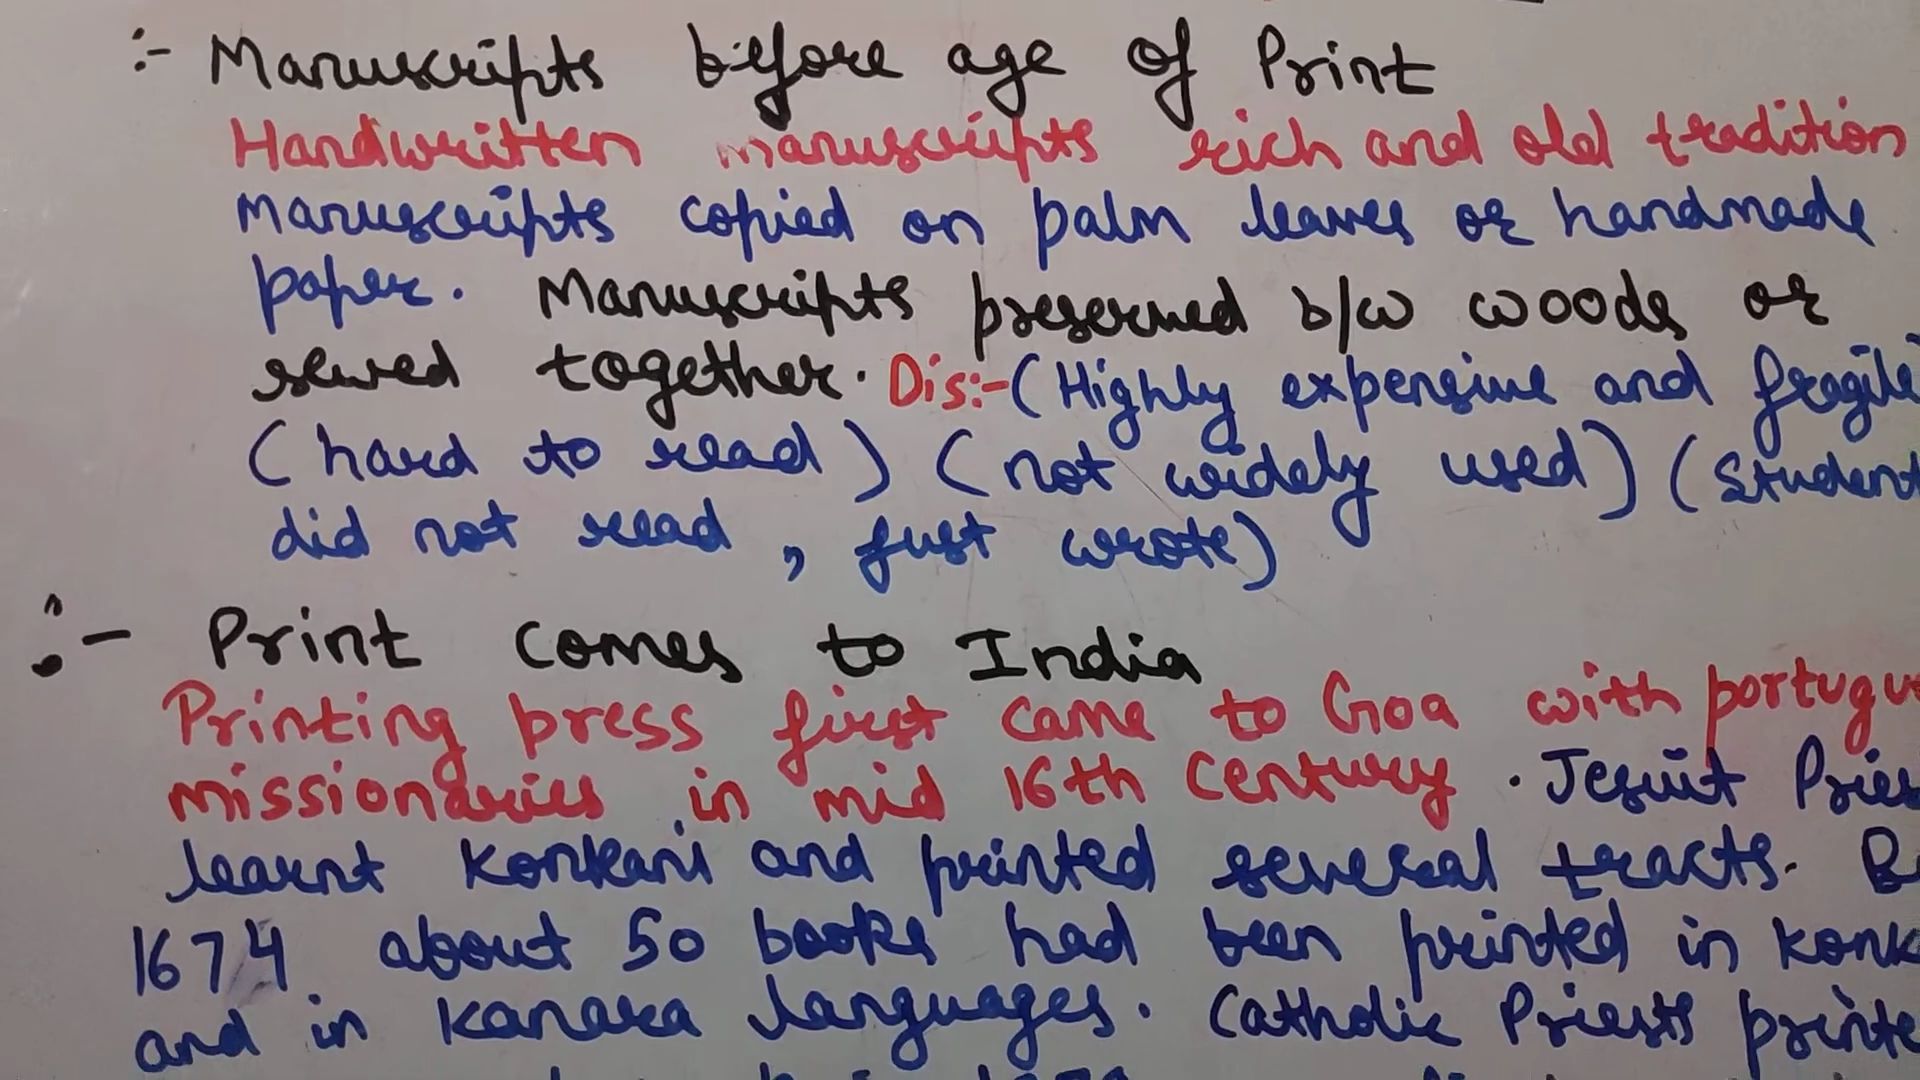 :- Manuscripts before age of Print
Handwritten manuscripts rich and old tradition
Manuscripts copied on palm leaves or handmade
paper. Manuscripts preserved b/w woods or
sewed together. Dis:- (Highly expensive and fragile
(hard to read) (not widely used) (Student
did not read, just wrote)
:- Print comes to India
Printing press first came to Goa with portugu
missionaries in mid 16th Century. Jesuit Pries
learnt Konkani and printed several tracts. B
1674 about 50 books had been printed in Konk
and in Kanara languages. Catholic Priests printe